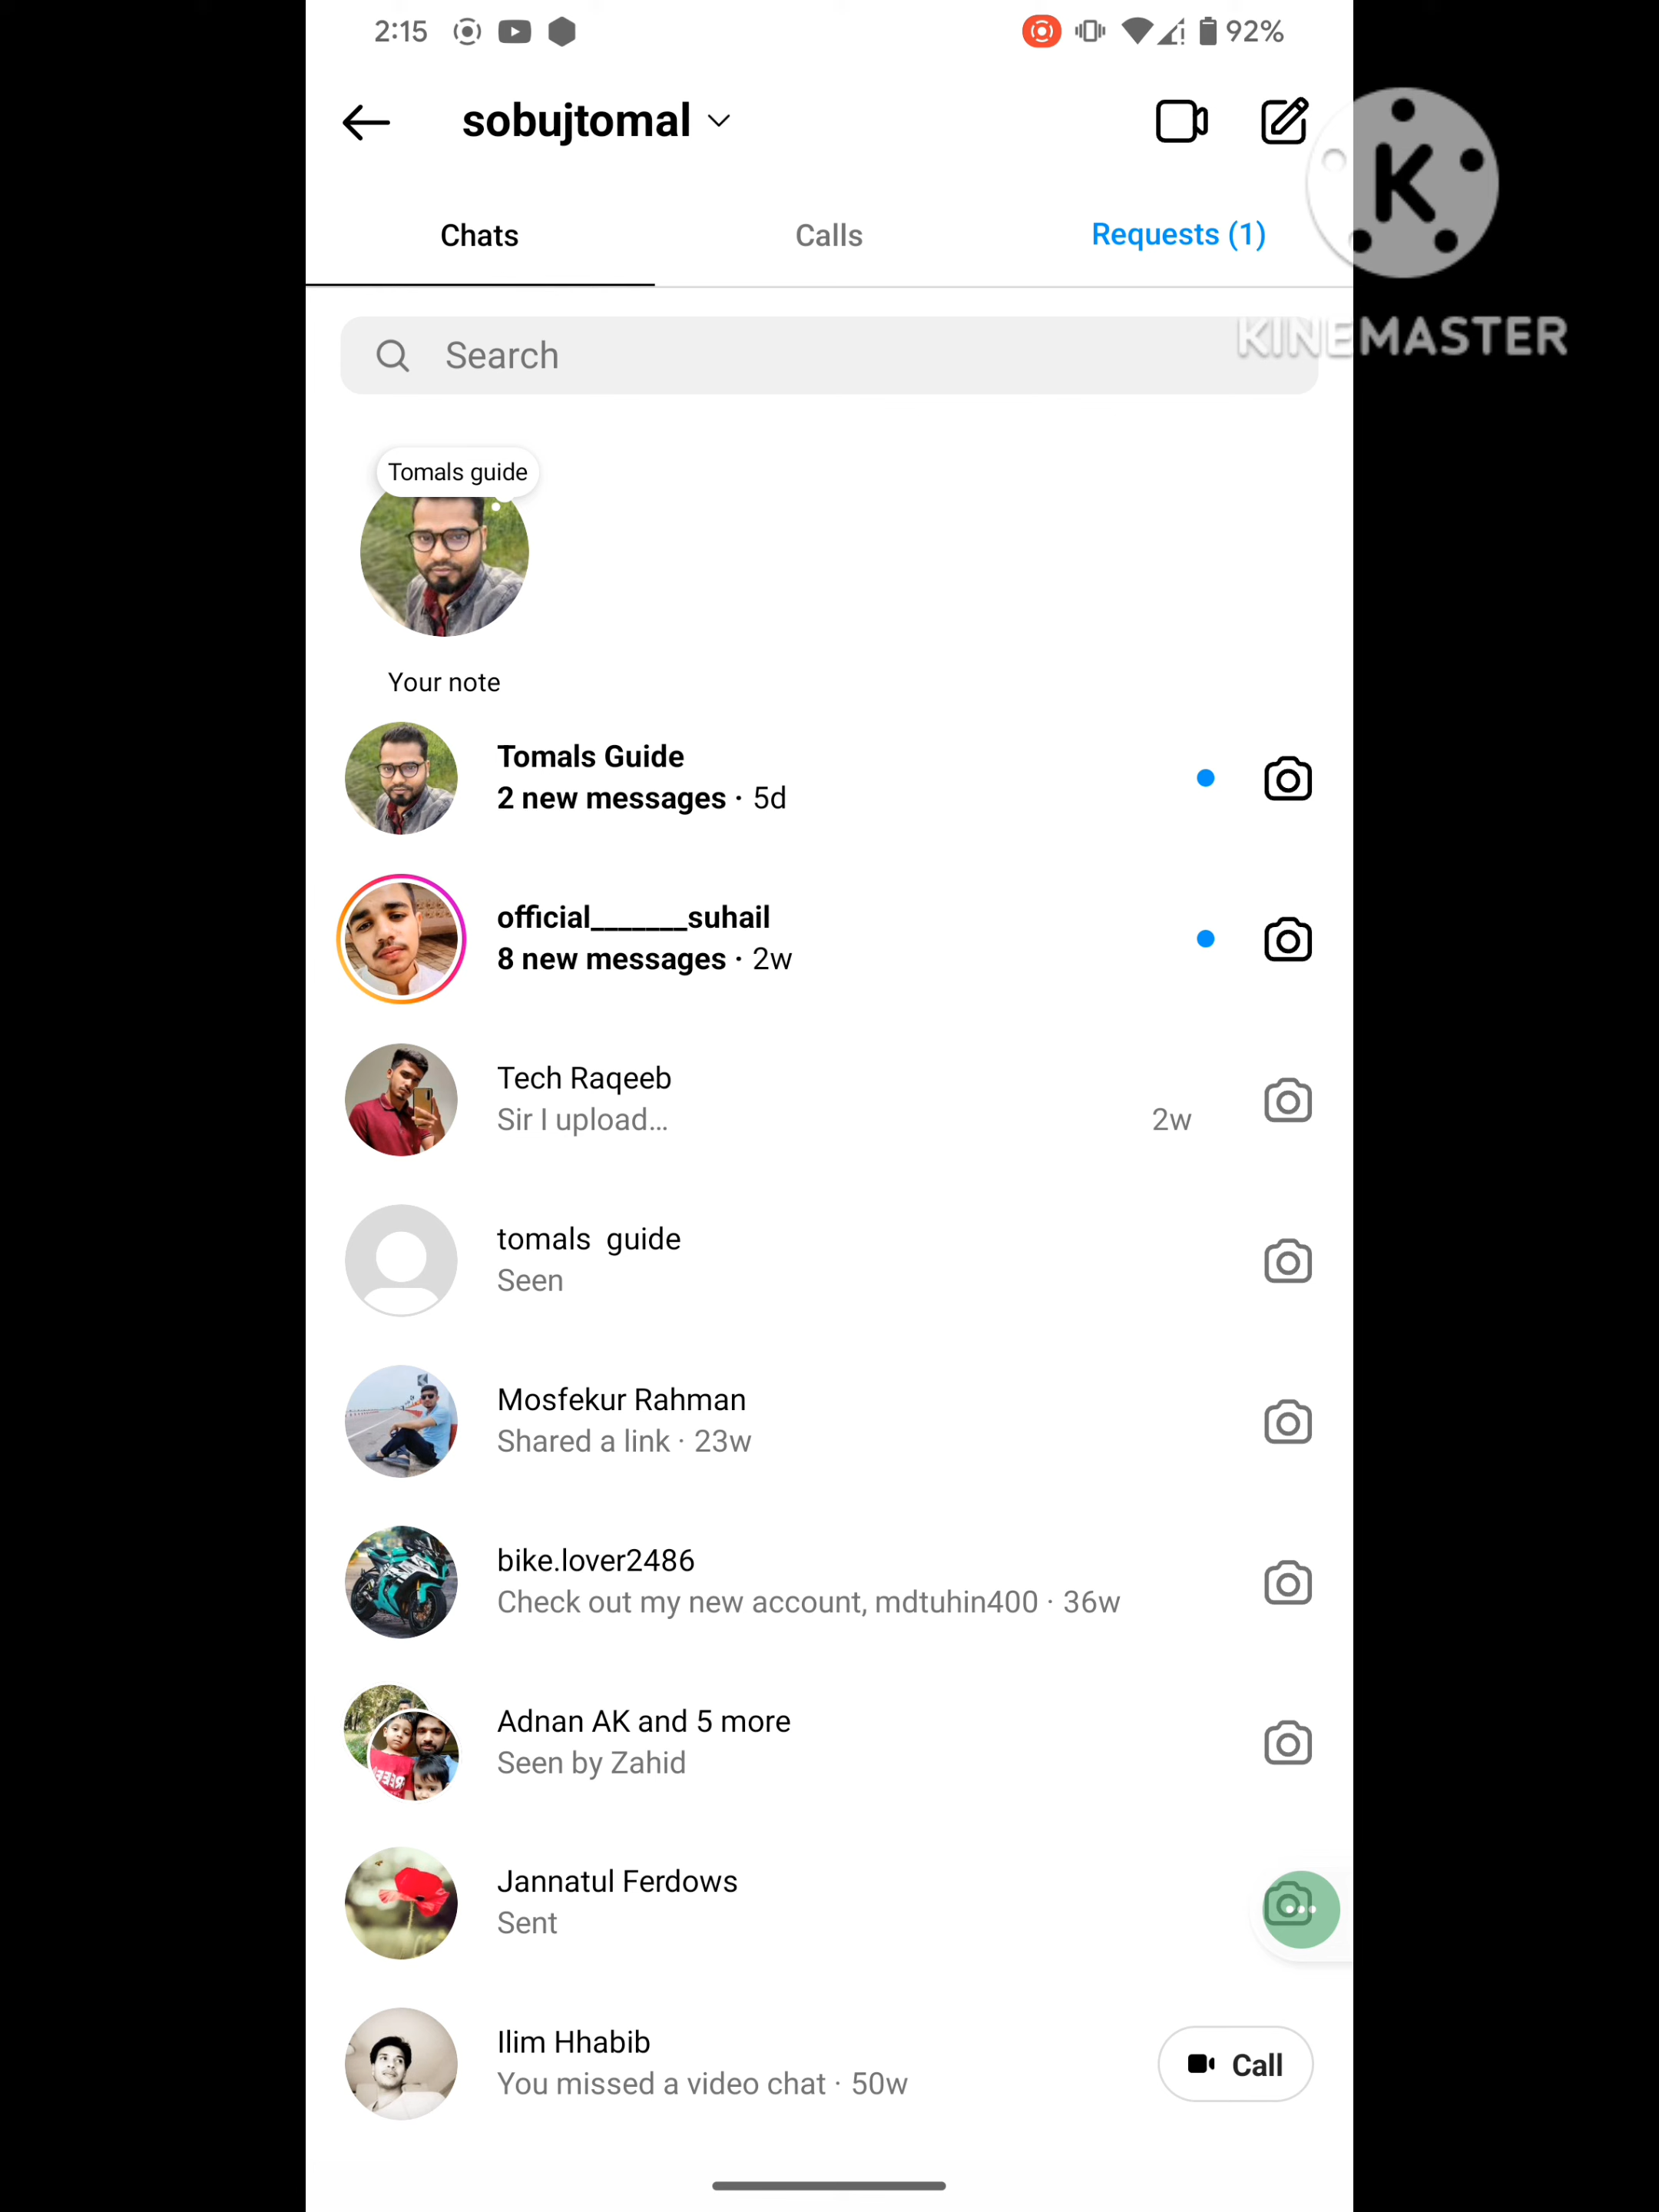 2:15
92%
sobujtomal
K
KINEMASTER
Chats
Calls
Requests (1)
Search
Tomals guide
Your note
Tomals Guide
2 new messages · 5d
official_______suhail
8 new messages · 2w
Tech Raqeeb
Sir I upload...
2w
tomals guide
Seen
Mosfekur Rahman
Shared a link · 23w
bike.lover2486
Check out my new account, mdtuhin400 · 36w
Adnan AK and 5 more
Seen by Zahid
Jannatul Ferdows
Sent
Ilim Hhabib
You missed a video chat · 50w
Call